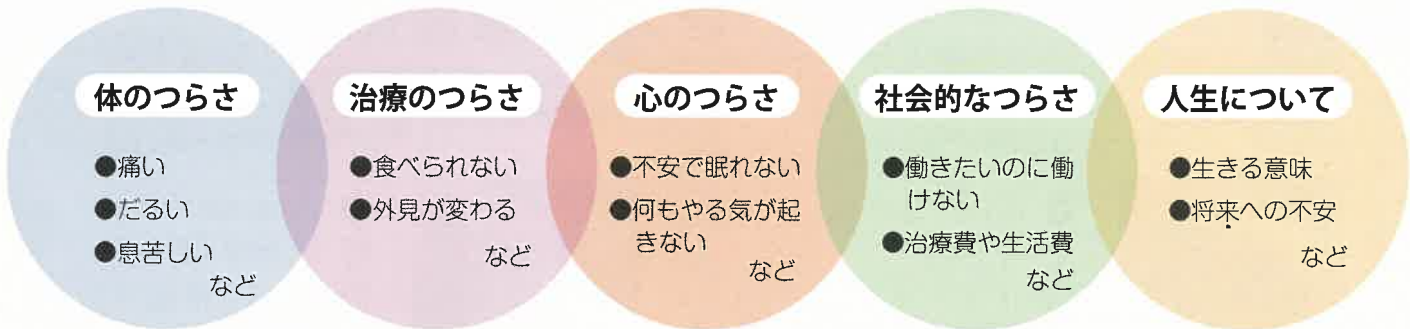 体のつらさ
●痛い
●だるい
●息苦しい
など
治療のつらさ
●食べられない
●外見が変わる
など
心のつらさ
●不安で眠れない
●何もやる気が起
きない
など
社会的なつらさ
●働きたいのに働
けない
●治療費や生活費
など
人生について
●生きる意味
●将来への不安
など